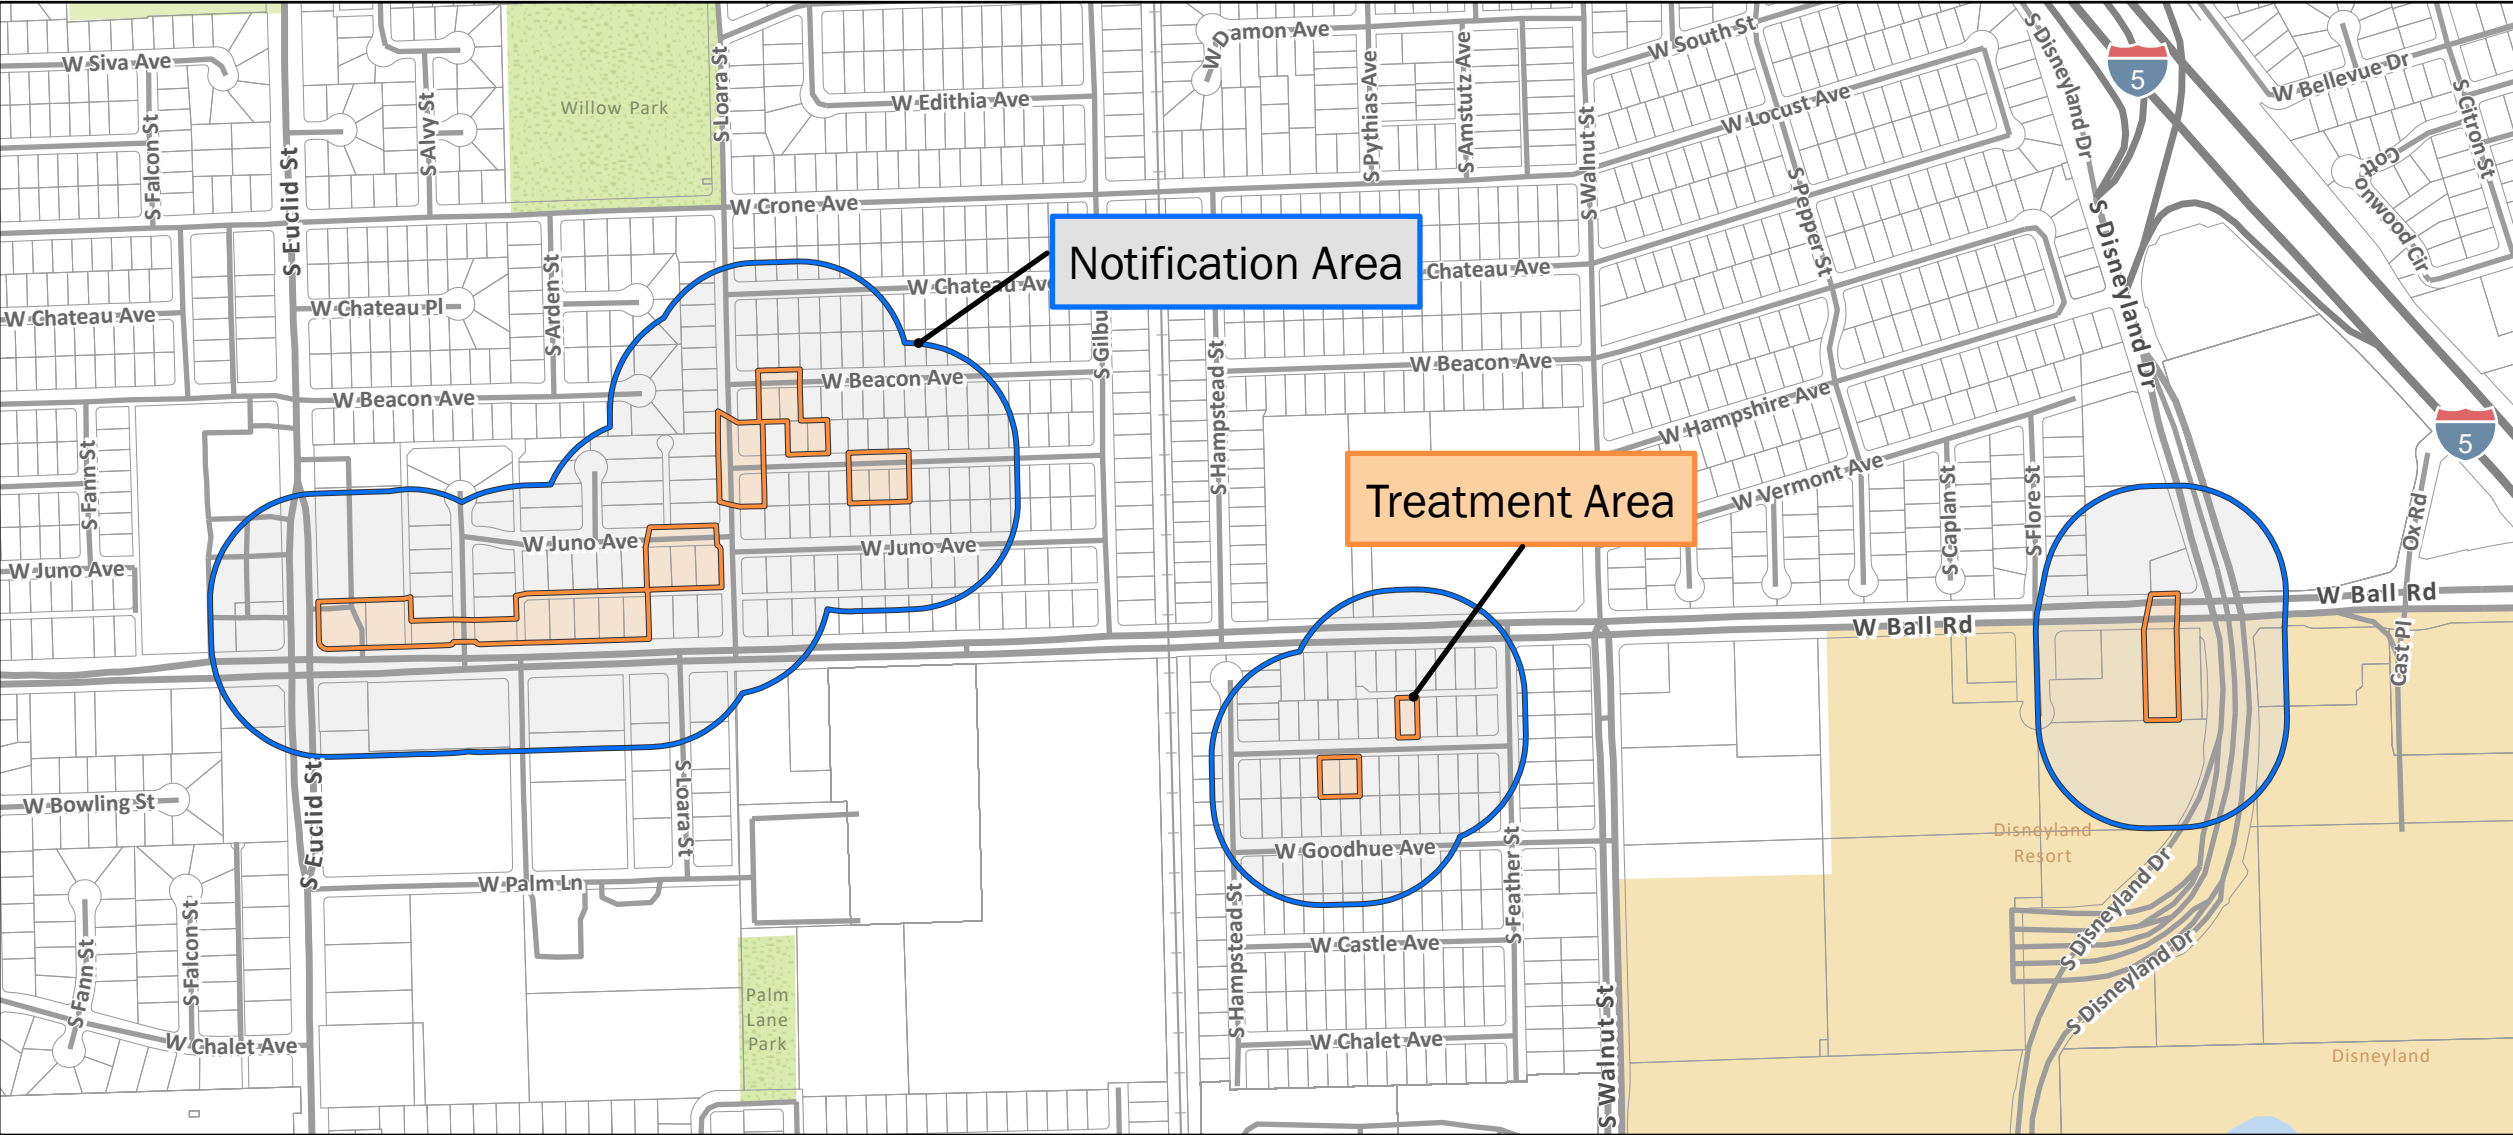 W Siva Ave
S Falcon St
S Euclid St
S Alvy St
Willow Park
S Loara St
W Edithia Ave
W Damon Ave
S Pythias Ave
S Amstutz Ave
S Walnut St
W South St
W Locust Ave
S Pepper St
S Disneyland Dr
5
W Bellevue Dr
S Citron St
Cottonwood Cir
W Crone Ave
Notification Area
W Chateau Ave
Chateau Ave
W Chateau Ave
W Chateau Pl
S Arden St
S Gilbu
S Hampstead St
S Disneyland Dr
W Beacon Ave
W Beacon Ave
W Beacon Ave
W Hampshire Ave
5
S Fann St
Treatment Area
W Vermont Ave
S Caplan St
S Flore St
Ox Rd
W Juno Ave
W Juno Ave
W Juno Ave
W Ball Rd
W Ball Rd
Cast Pl
W Bowling St
S Euclid St
S Loara St
W Goodhue Ave
S Feather St
Disneyland
Resort
W Palm Ln
S Fann St
S Falcon St
S Hampstead St
W Castle Ave
S Disneyland Dr
S Disneyland Dr
Palm
Lane
Park
W Chalet Ave
W Chalet Ave
S Walnut St
Disneyland